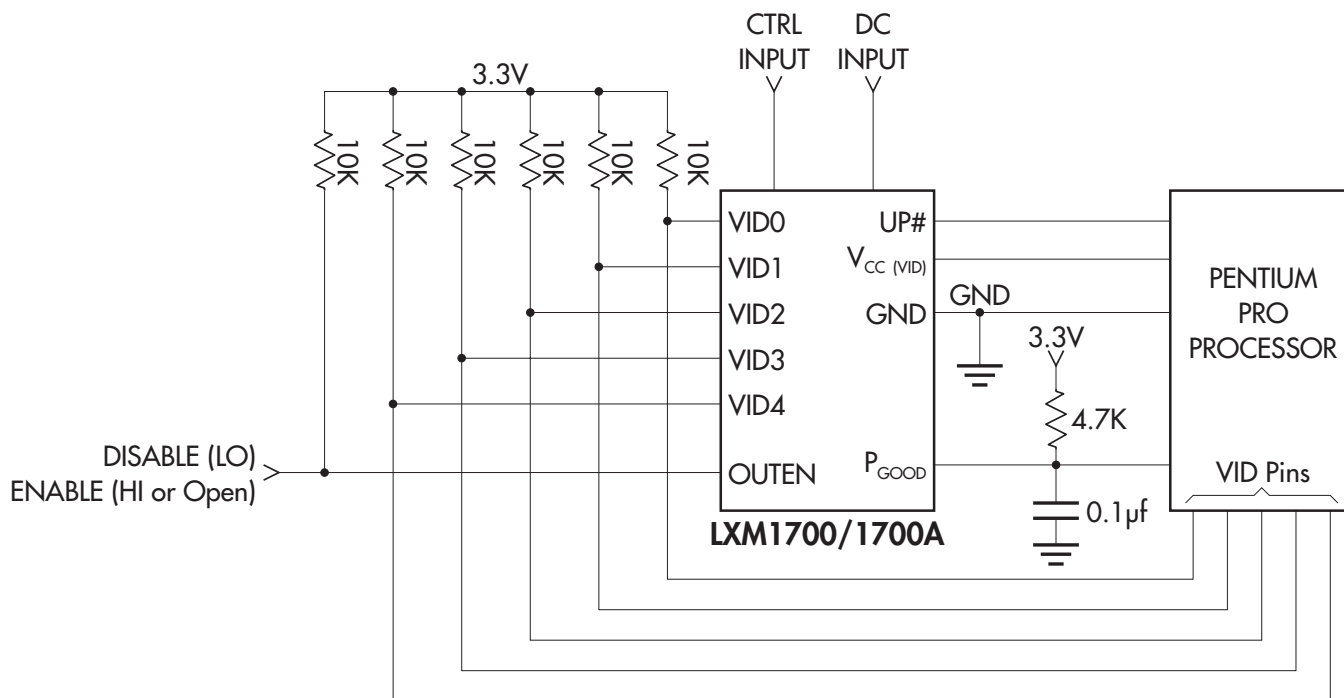 CTRL
INPUT
DC
INPUT
3.3V
10K
10K
10K
10K
10K
10K
VID0
VID1
VID2
VID3
VID4
OUTEN
UP#
VCC (VID)
GND
PGOOD
LXM1700/1700A
GND
3.3V
4.7K
0.1µf
PENTIUM
PRO
PROCESSOR
VID Pins
DISABLE (LO)
ENABLE (HI or Open)